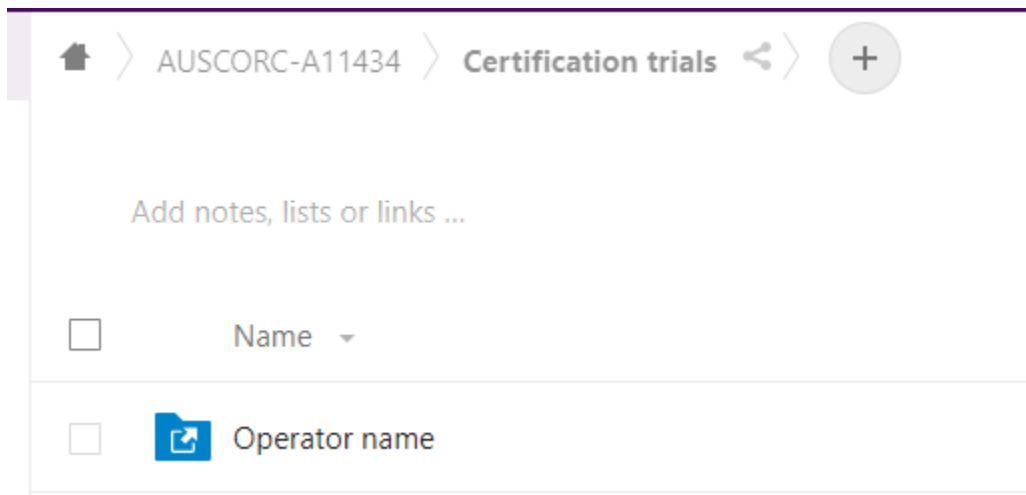 AUSCORC-A11434 Certification trials +
Add notes, lists or links ...
Name
Operator name